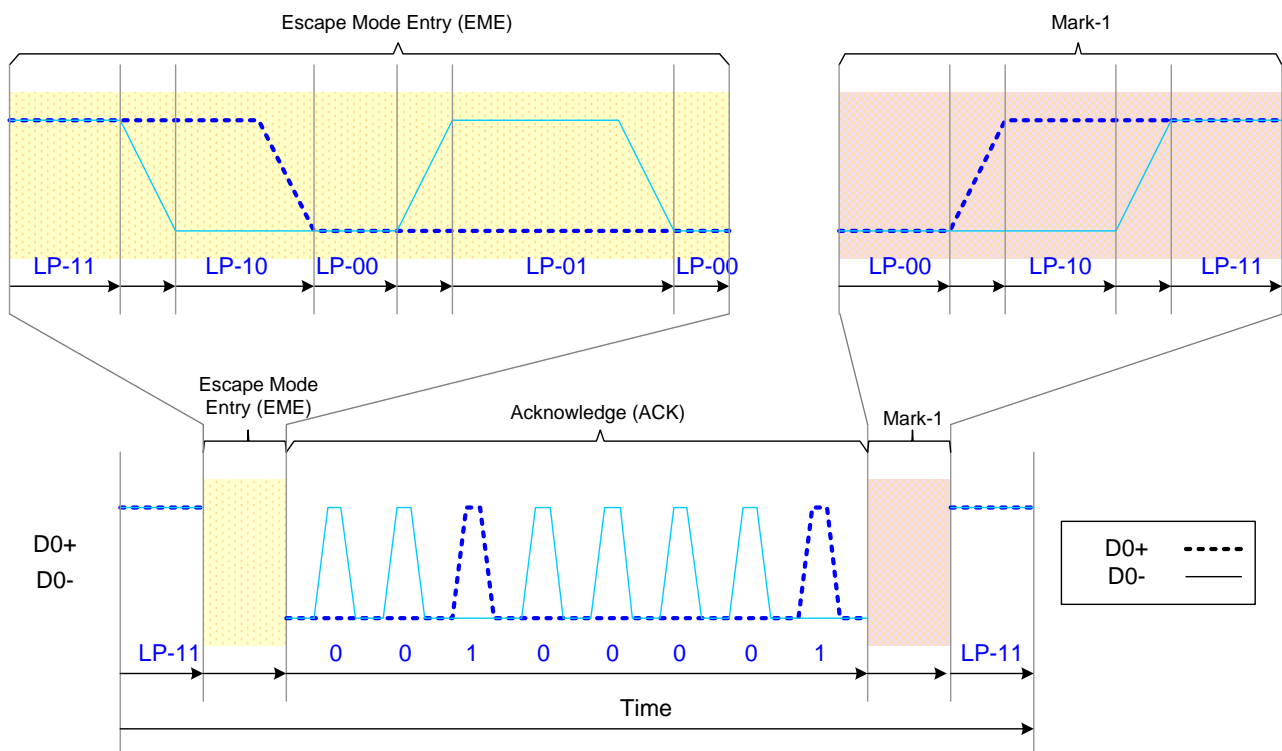 Escape Mode Entry (EME)
Mark-1
LP-11 LP-10 LP-00 LP-01 LP-00
LP-00 LP-10 LP-11
Escape Mode
Entry (EME)
Acknowledge (ACK)
Mark-1
D0+
D0-
D0+
D0-
LP-11 0 0 1 0 0 0 0 1 LP-11
Time